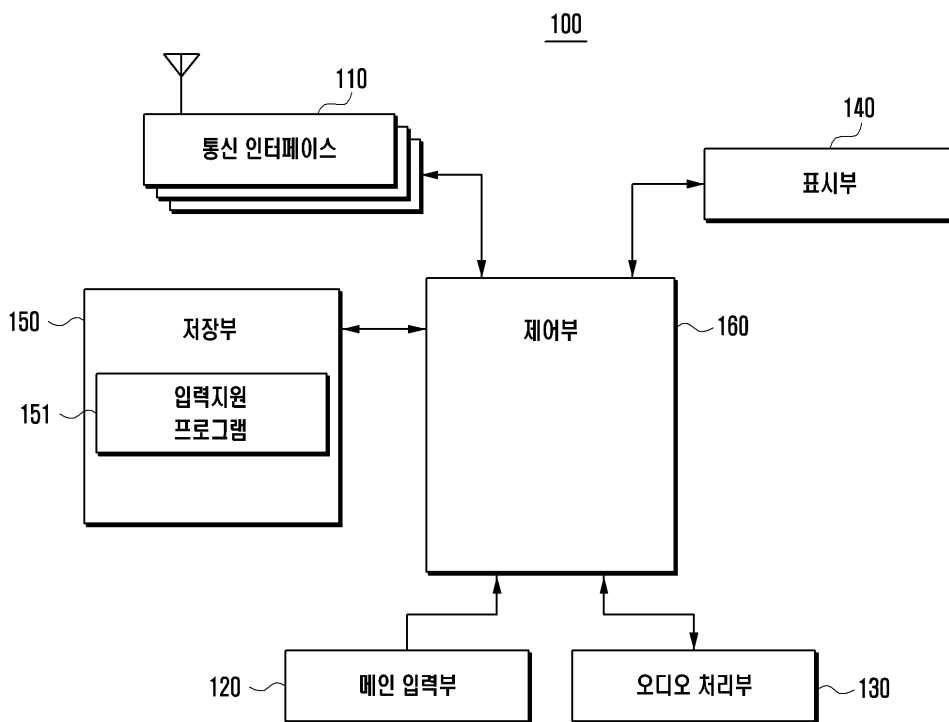 100
110
통신 인터페이스
140
표시부
150
저장부
제어부
160
151
입력지원
프로그램
120
메인 입력부
오디오 처리부
130